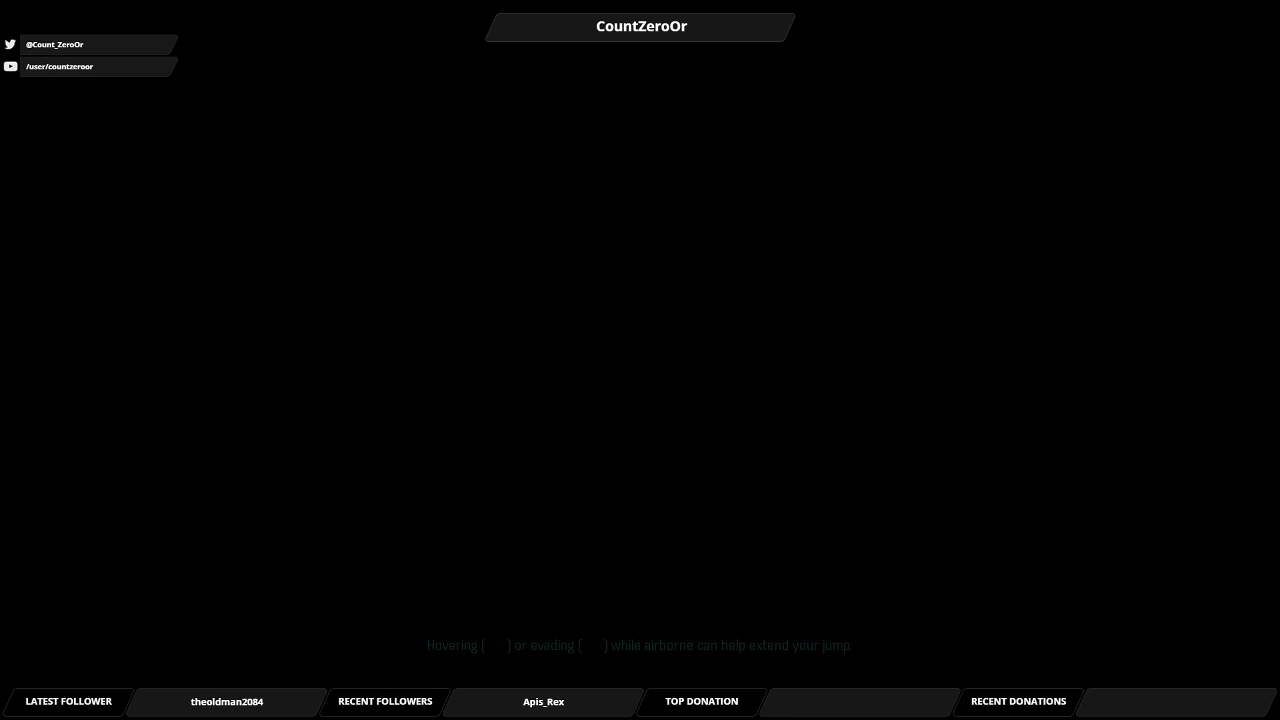 CountZeroOr
@Count_ZeroOr
/user/countzeroor
Hovering ( ) or evading ( ) while airborne can help extend your jump.
LATEST FOLLOWER theoldman2084 RECENT FOLLOWERS Apis_Rex TOP DONATION RECENT DONATIONS